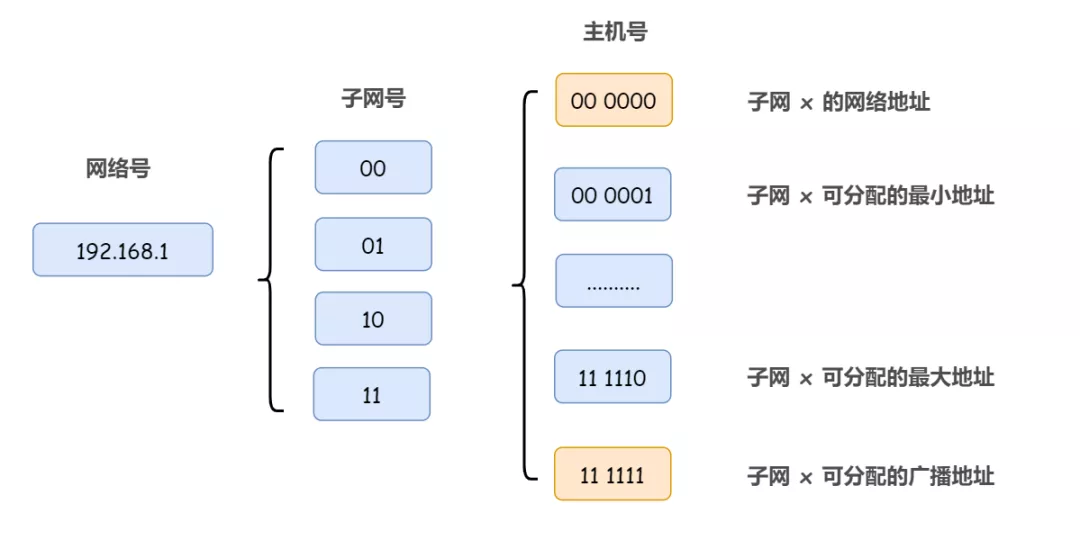 网络号
192.168.1
子网号
00
01
10
11
主机号
00 0000
子网 x 的网络地址
00 0001
子网 x 可分配的最小地址
..........
11 1110
子网 x 可分配的最大地址
11 1111
子网 x 可分配的广播地址